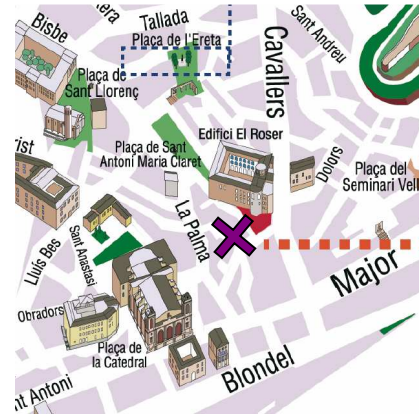 Bisbe
Tallada
Plaça de l'Ereta
Cavallers
Sant Andreu
Plaça de
Sant Llorenç
Plaça de Sant
Antoni Maria Claret
Edifici El Roser
Dolors
Plaça del
Seminari Vell
La Palma
Lluís Bes
Sant Anastasi
Obradors
Major
Plaça de
la Catedral
Blondel
nt Antoni